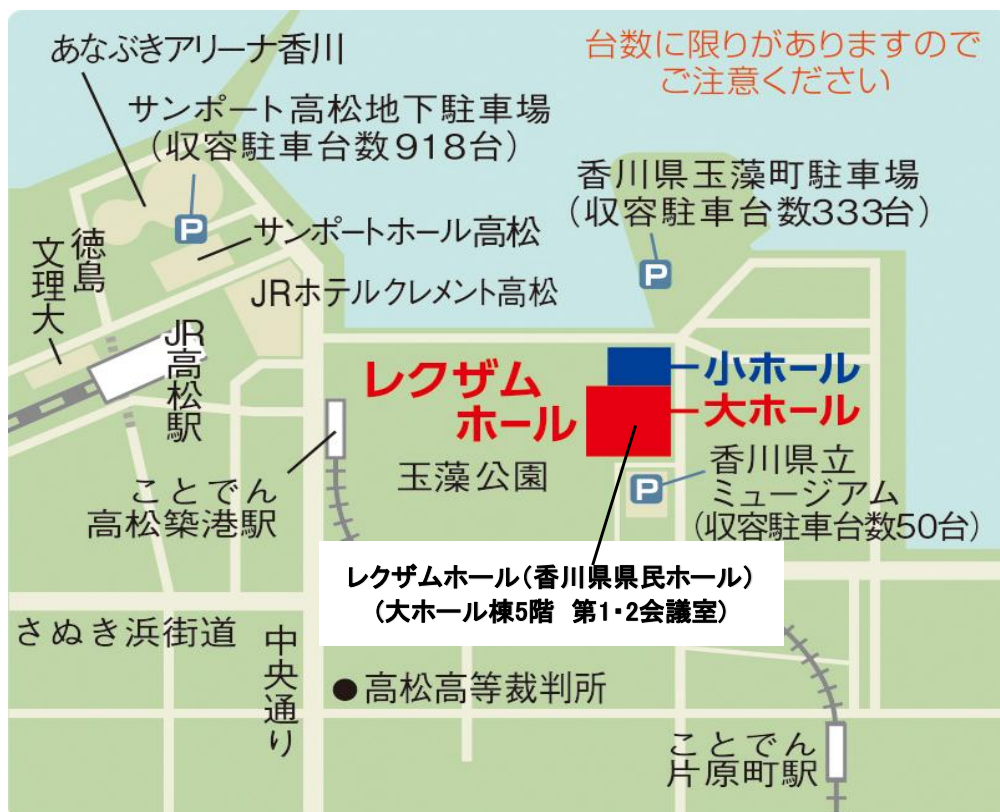 あなぶきアリーナ香川
台数に限りがありますので
ご注意ください
サンポート高松地下駐車場
（収容駐車台数918台）
香川県玉藻町駐車場
（収容駐車台数333台）
P
サンポートホール高松
P
徳島
文理大
JRホテルクレメント高松
JR高松駅
レクザム
ホール
小ホール
大ホール
玉藻公園
香川県立
ミュージアム
（収容駐車台数50台）
P
ことでん
高松築港駅
レクザムホール（香川県県民ホール）
（大ホール棟5階　第1・2会議室）
さぬき浜街道
中央通り
●高松高等裁判所
ことでん
片原町駅